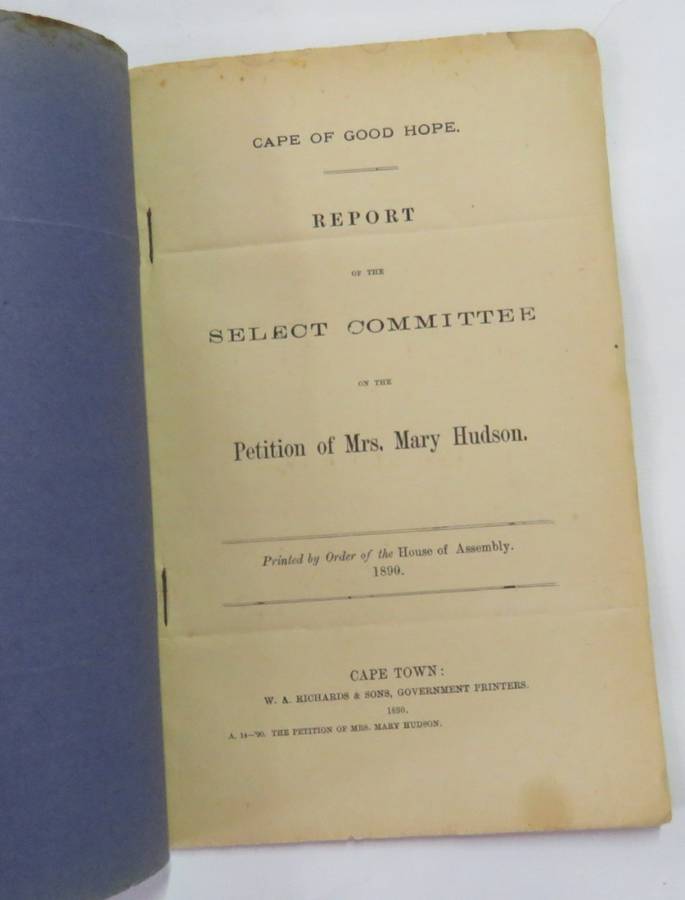 CAPE OF GOOD HOPE.
REPORT
OF THE
SELECT COMMITTEE
ON THE
Petition of Mrs. Mary Hudson.
Printed by Order of the House of Assembly.
1890.
CAPE TOWN:
W. A. RICHARDS & SONS, GOVERNMENT PRINTERS.
1890.
A. 14—'90. THE PETITION OF MRS. MARY HUDSON.